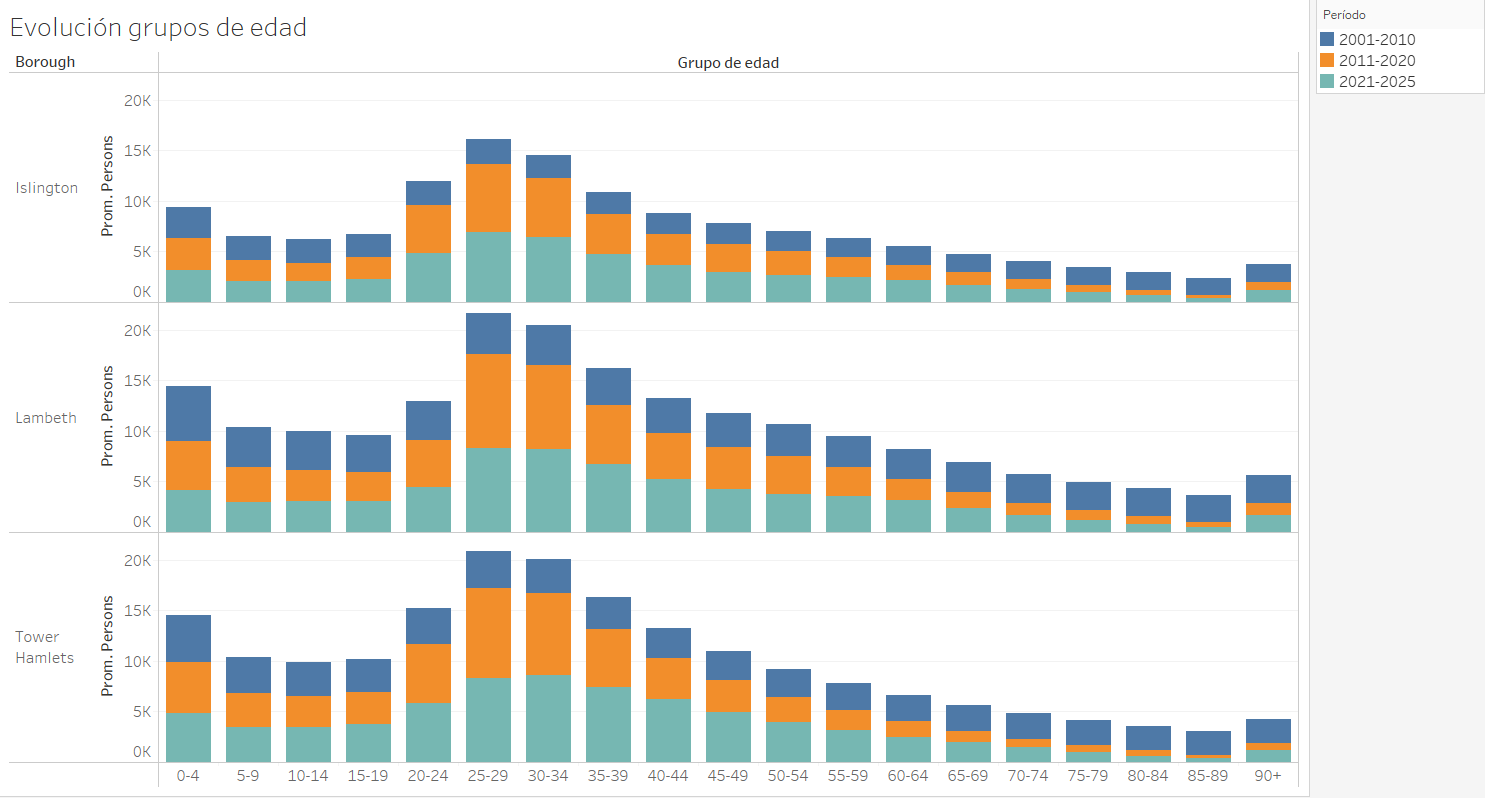 Evolución grupos de edad
Período
2001-2010
2011-2020
2021-2025
Borough
Grupo de edad
Islington
Prom. Persons
20K
15K
10K
5K
0K
Lambeth
Prom. Persons
20K
15K
10K
5K
0K
Tower
Hamlets
Prom. Persons
20K
15K
10K
5K
0K
0-4 5-9 10-14 15-19 20-24 25-29 30-34 35-39 40-44 45-49 50-54 55-59 60-64 65-69 70-74 75-79 80-84 85-89 90+